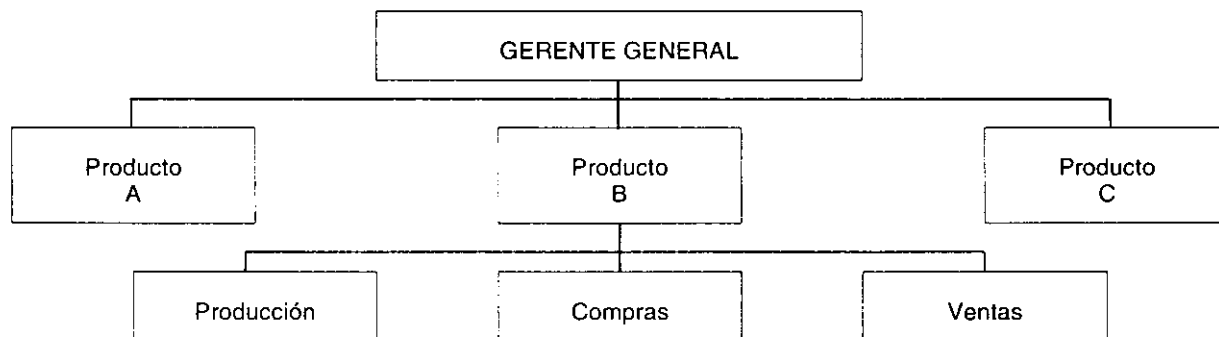 GERENTE GENERAL
Producto
A
Producto
B
Producto
C
Producción
Compras
Ventas